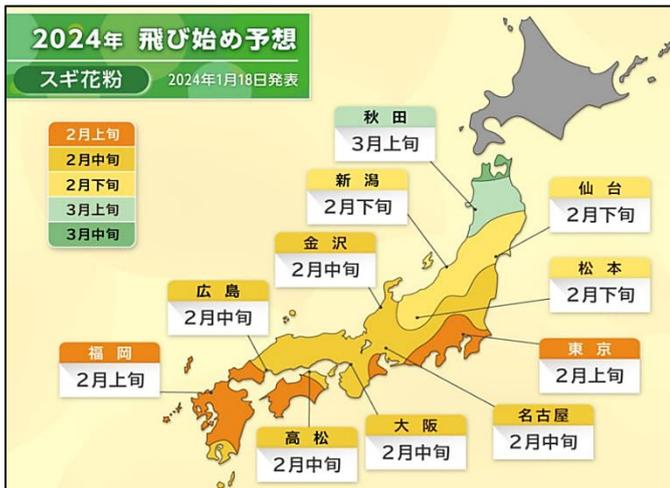 2024年 飛び始め予想
スギ花粉
2024年1月18日発表
2月上旬
2月中旬
2月下旬
3月上旬
3月中旬
秋田
3月上旬
新潟
2月下旬
仙台
2月下旬
金沢
2月中旬
松本
2月下旬
広島
2月中旬
福岡
2月上旬
東京
2月上旬
高松
2月中旬
大阪
2月中旬
名古屋
2月中旬